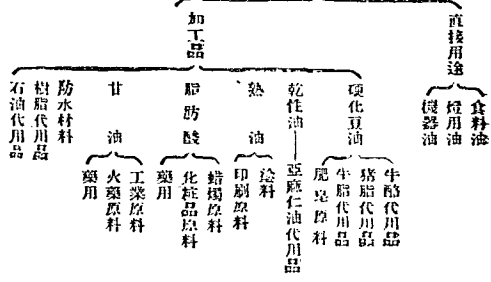 直接用途
食料油
燈用油
機器油
加工品
硬化豆油
牛酪代用品
猪脂代用品
牛脂代用品
肥皂原料
乾性油
亞麻仁油代用品
熟油
塗料
印刷原料
脂肪酸
蜡燭原料
化粧品原料
藥用
甘油
工業原料
火藥原料
藥用
防水材料
樹脂代用品
石油代用品